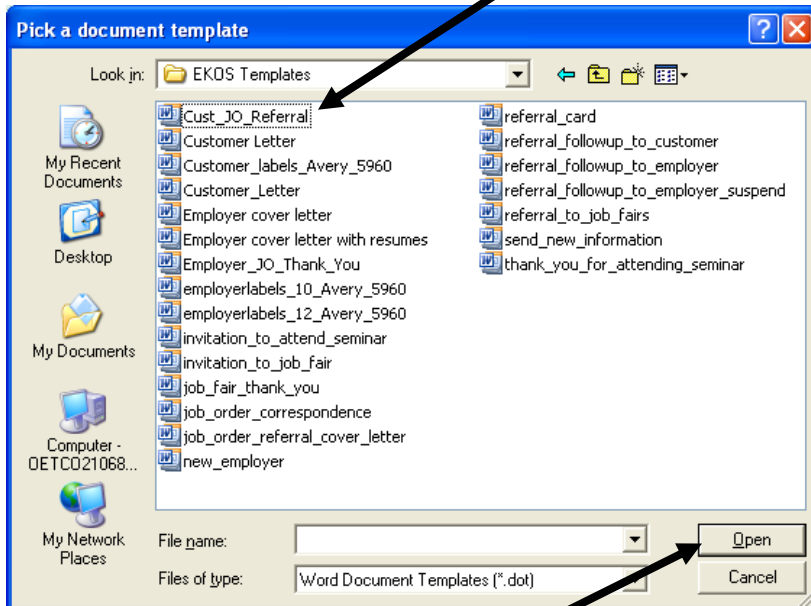 Pick a document template
Look in:
EKOS Templates
My Recent
Documents
Desktop
My Documents
Computer -
OETCO21068...
My Network
Places
Cust_JO_Referral
Customer Letter
Customer_labels_Avery_5960
Customer_Letter
Employer cover letter
Employer cover letter with resumes
Employer_JO_Thank_You
employerlabels_10_Avery_5960
employerlabels_12_Avery_5960
invitation_to_attend_seminar
invitation_to_job_fair
job_fair_thank_you
job_order_correspondence
job_order_referral_cover_letter
new_employer
referral_card
referral_followup_to_customer
referral_followup_to_employer
referral_followup_to_employer_suspend
referral_to_job_fairs
send_new_information
thank_you_for_attending_seminar
File name:
Open
Files of type:
Word Document Templates (*.dot)
Cancel